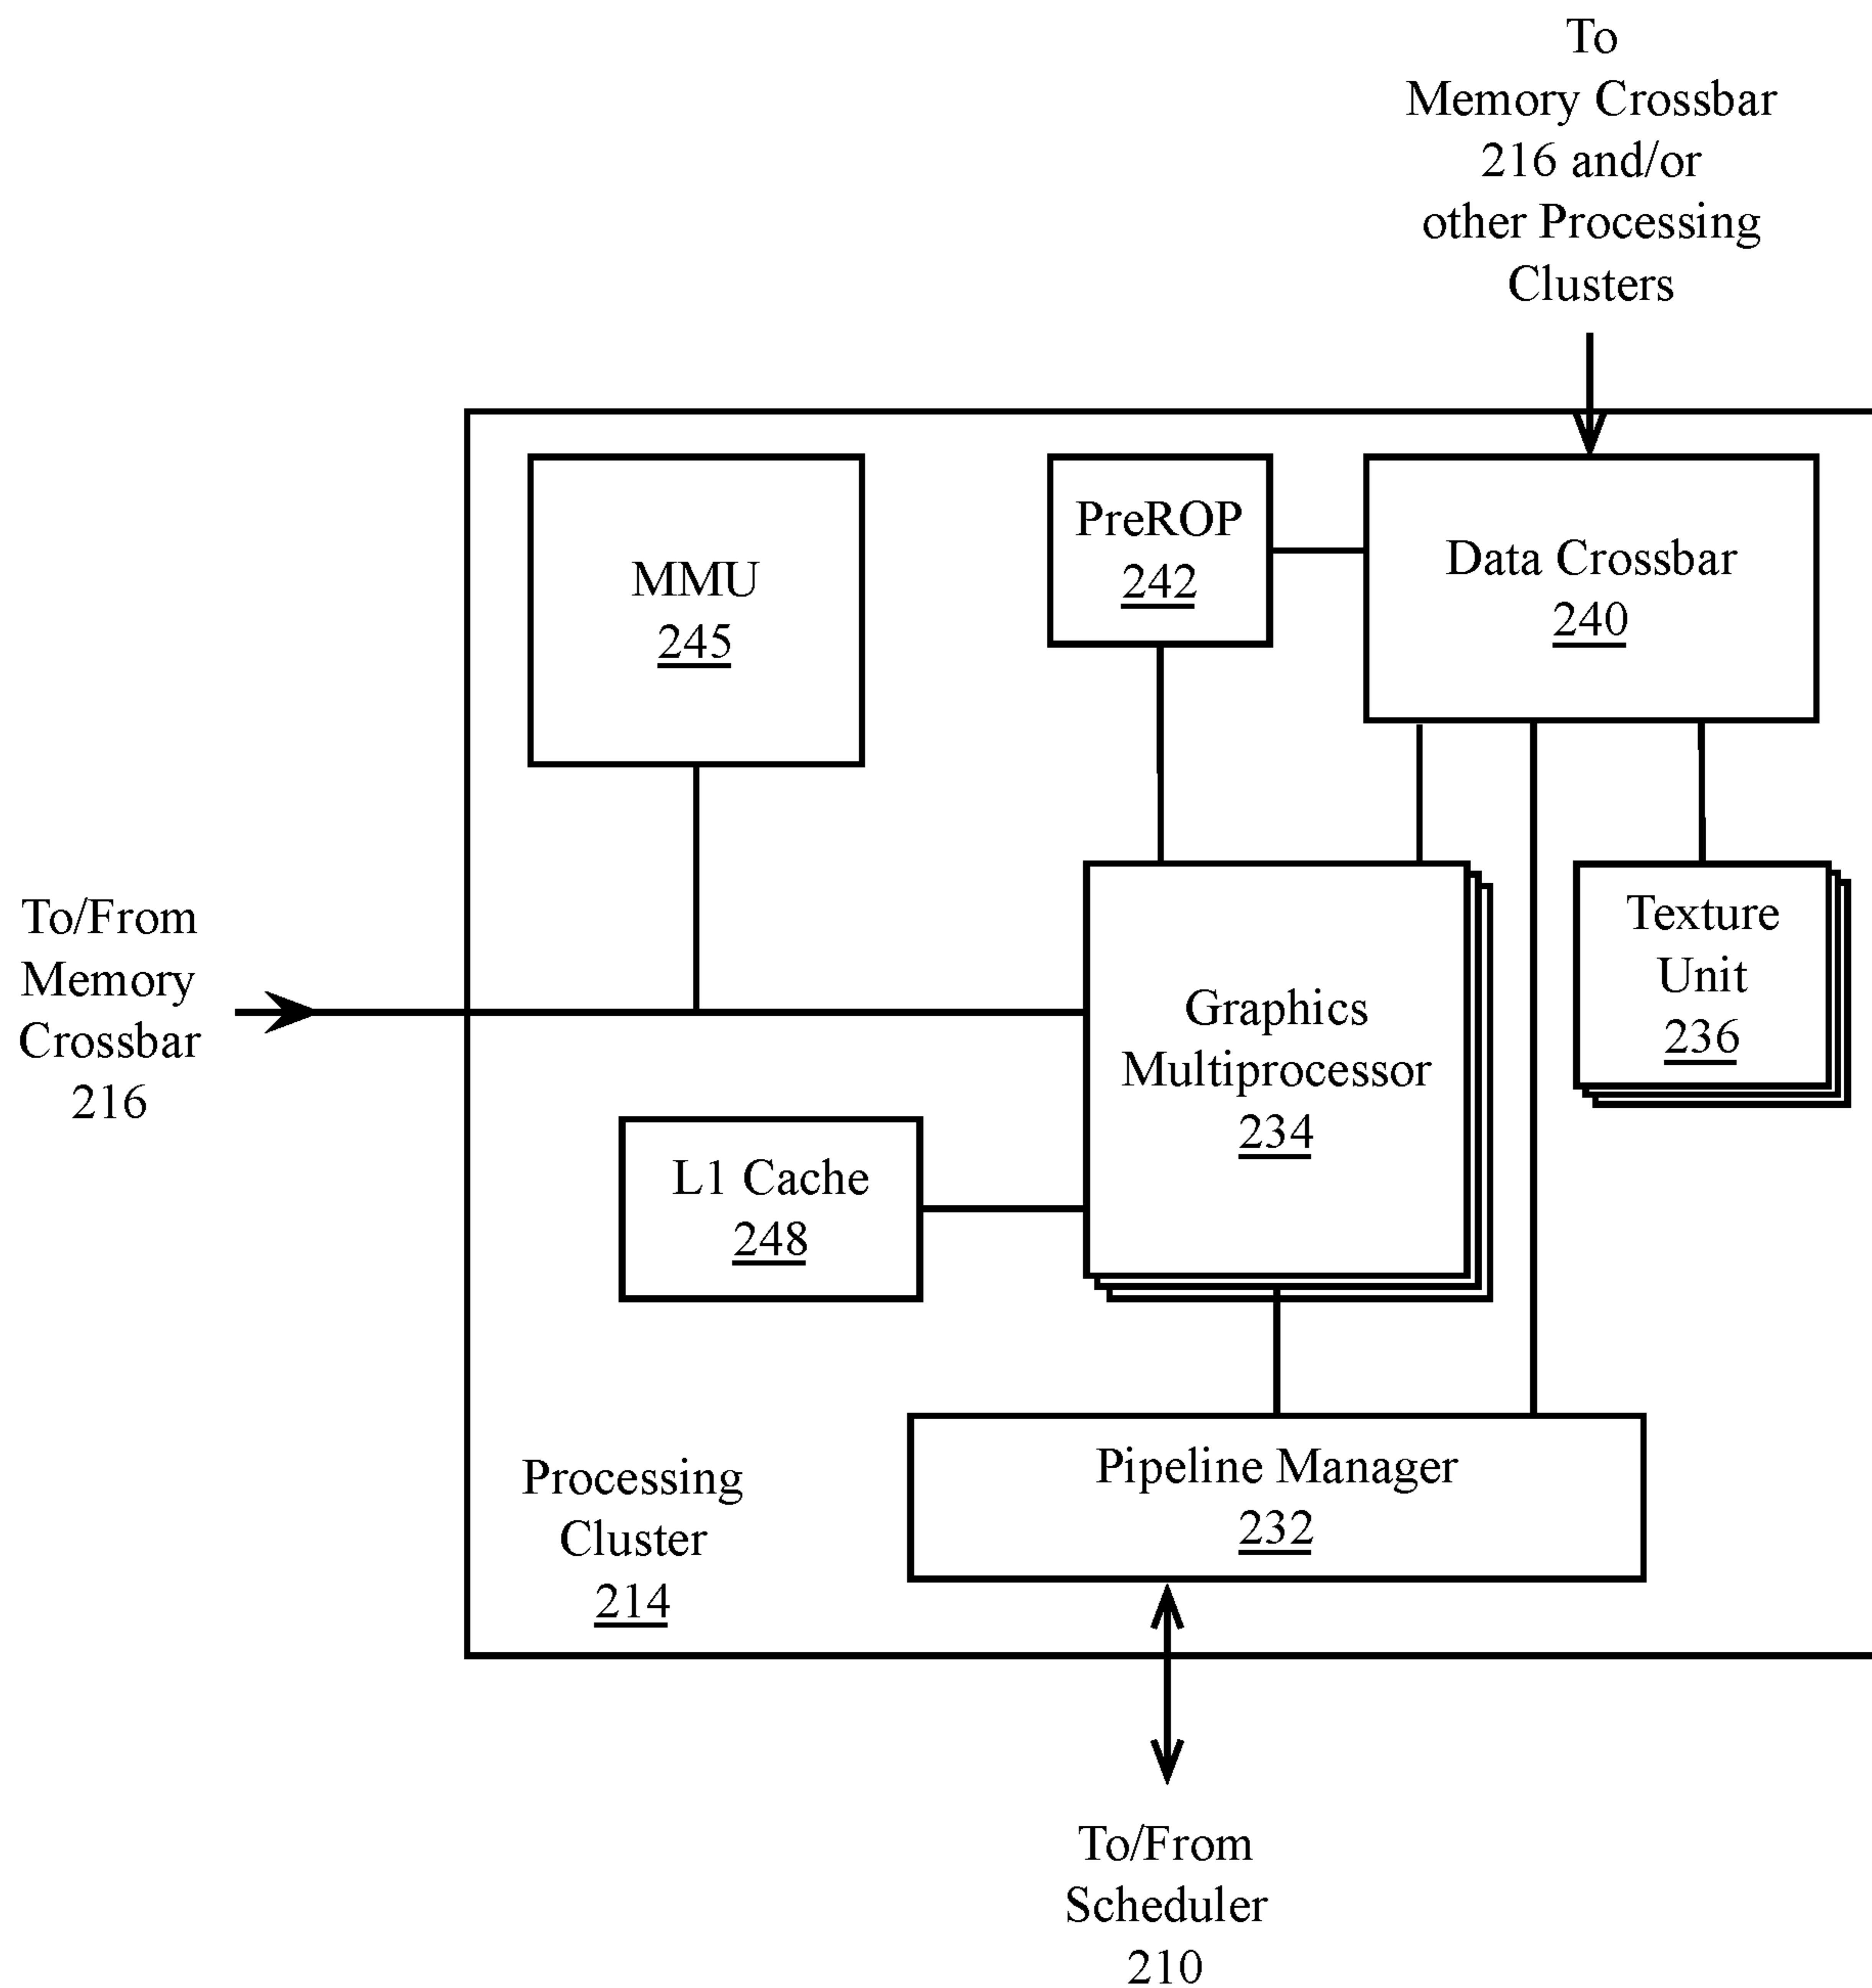 To
Memory Crossbar
216 and/or
other Processing
Clusters
MMU
245
PreROP
242
Data Crossbar
240
To/From
Memory
Crossbar
216
Graphics
Multiprocessor
234
Texture
Unit
236
L1 Cache
248
Processing
Cluster
214
Pipeline Manager
232
To/From
Scheduler
210